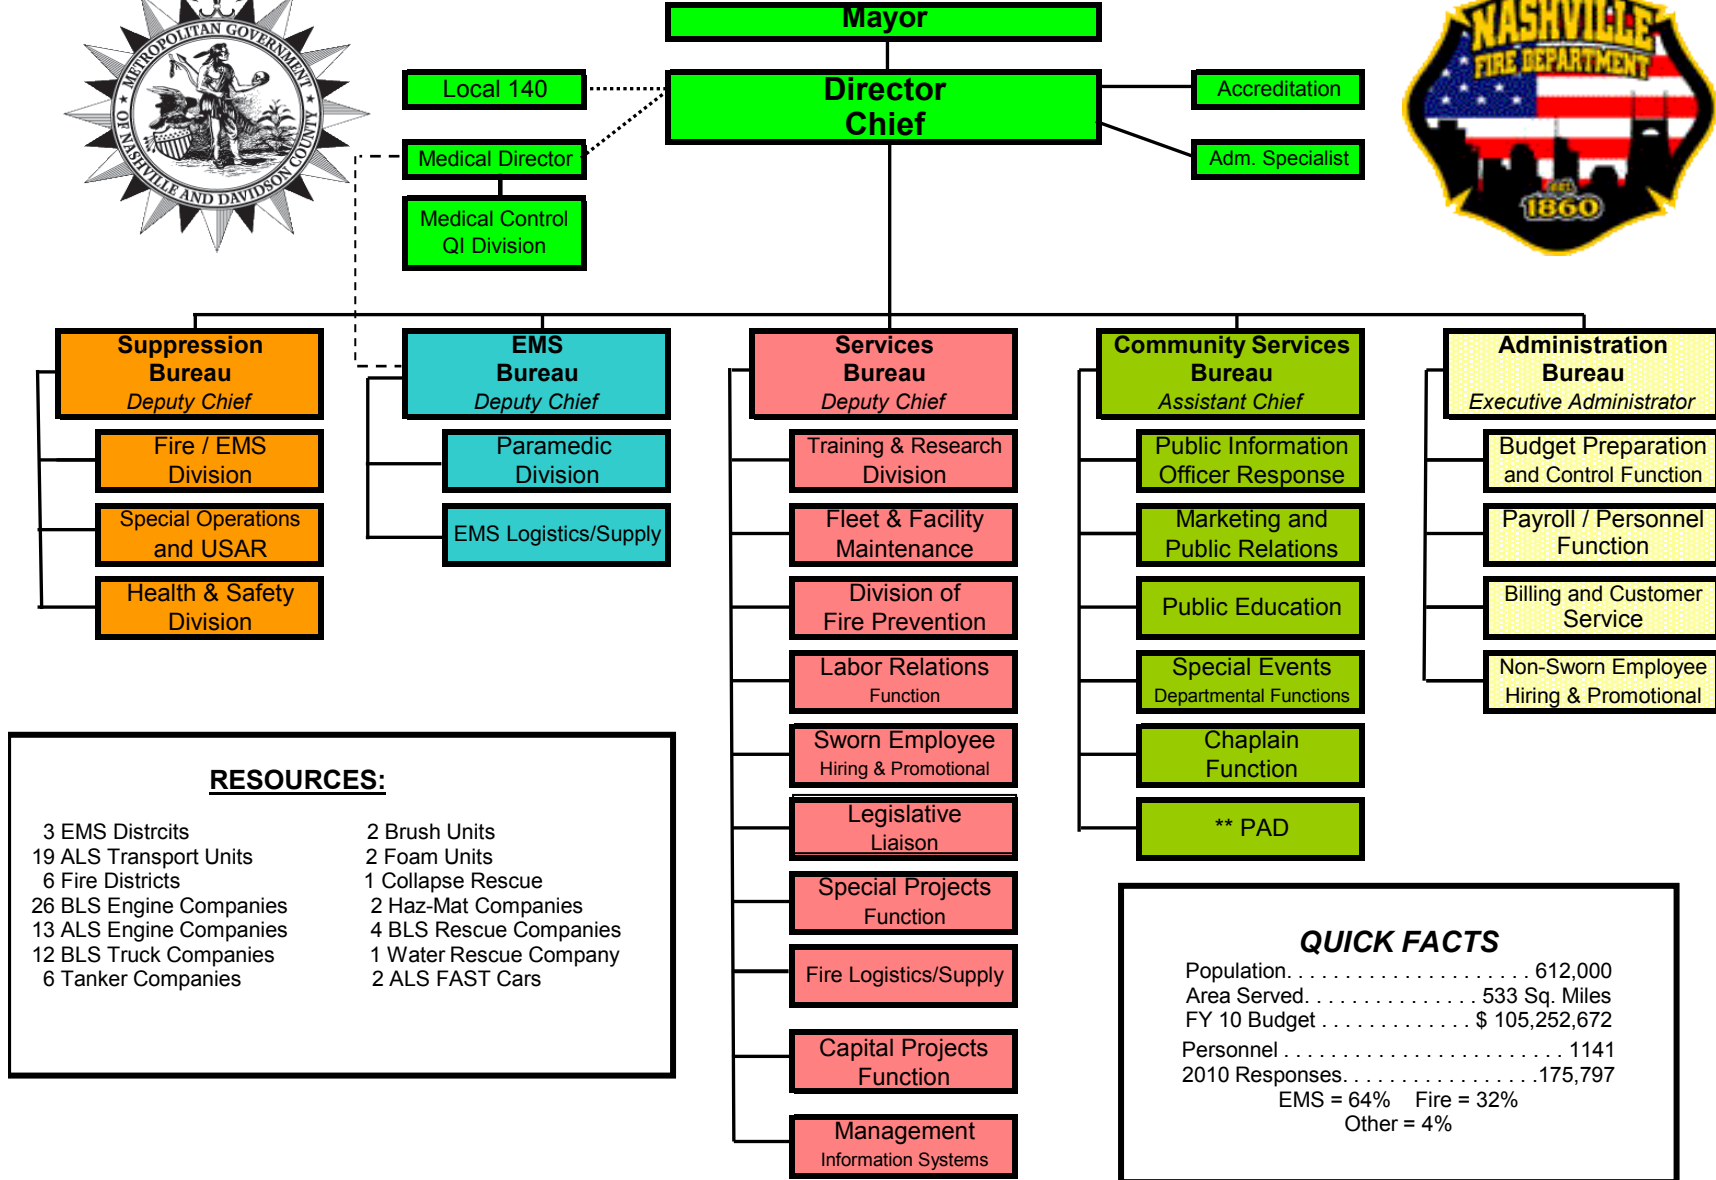 METROPOLITAN GOVERNMENT
OF NASHVILLE AND DAVIDSON COUNTY
Mayor
NASHVILLE
FIRE DEPARTMENT
EST.
1860
Local 140
Director
Chief
Accreditation
Medical Director
Adm. Specialist
Medical Control
QI Division
Suppression
Bureau
Deputy Chief
Fire / EMS
Division
Special Operations
and USAR
Health & Safety
Division
EMS
Bureau
Deputy Chief
Paramedic
Division
EMS Logistics/Supply
Services
Bureau
Deputy Chief
Training & Research
Division
Fleet & Facility
Maintenance
Division of
Fire Prevention
Labor Relations
Function
Sworn Employee
Hiring & Promotional
Legislative
Liaison
Special Projects
Function
Fire Logistics/Supply
Capital Projects
Function
Management
Information Systems
Community Services
Bureau
Assistant Chief
Public Information
Officer Response
Marketing and
Public Relations
Public Education
Special Events
Departmental Functions
Chaplain
Function
** PAD
Administration
Bureau
Executive Administrator
Budget Preparation
and Control Function
Payroll / Personnel
Function
Billing and Customer
Service
Non-Sworn Employee
Hiring & Promotional
RESOURCES:
3 EMS Distrcits
19 ALS Transport Units
6 Fire Districts
26 BLS Engine Companies
13 ALS Engine Companies
12 BLS Truck Companies
6 Tanker Companies
2 Brush Units
2 Foam Units
1 Collapse Rescue
2 Haz-Mat Companies
4 BLS Rescue Companies
1 Water Rescue Company
2 ALS FAST Cars
QUICK FACTS
Population. . . . . . . . . . . . . . . . . . . . . 612,000
Area Served. . . . . . . . . . . . . . . 533 Sq. Miles
FY 10 Budget . . . . . . . . . . . . . $ 105,252,672
Personnel . . . . . . . . . . . . . . . . . . . . . . . . 1141
2010 Responses. . . . . . . . . . . . . . . . .175,797
EMS = 64% Fire = 32%
Other = 4%